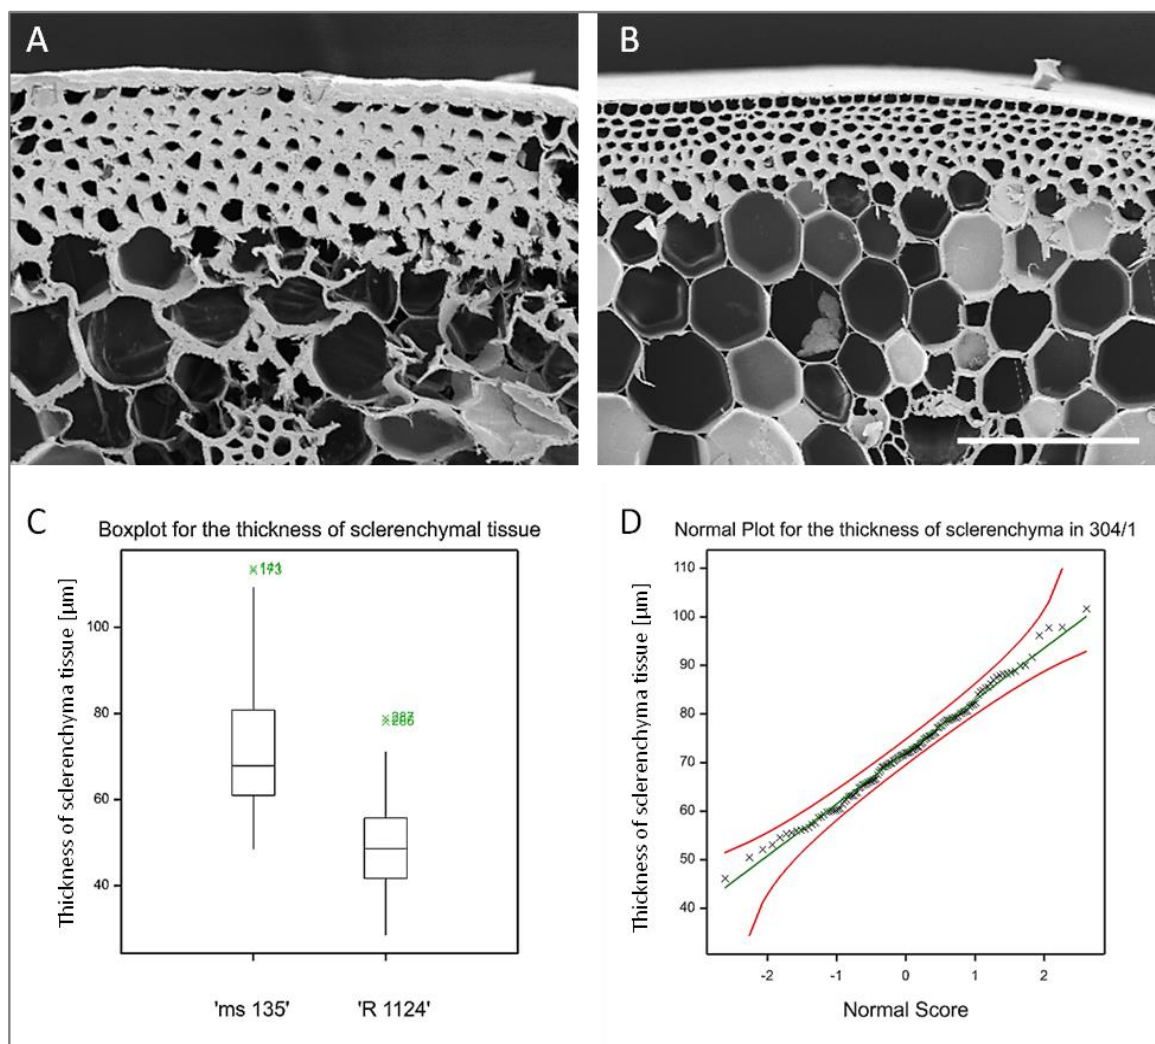 A
B
C
Boxplot for the thickness of sclerenchymal tissue
Thickness of sclerenchyma tissue [µm]
100
80
60
40
'ms 135'
'R 1124'
D
Normal Plot for the thickness of sclerenchyma in 304/1
Thickness of sclerenchyma tissue [µm]
110
100
90
80
70
60
50
40
-2
-1
0
1
2
Normal Score